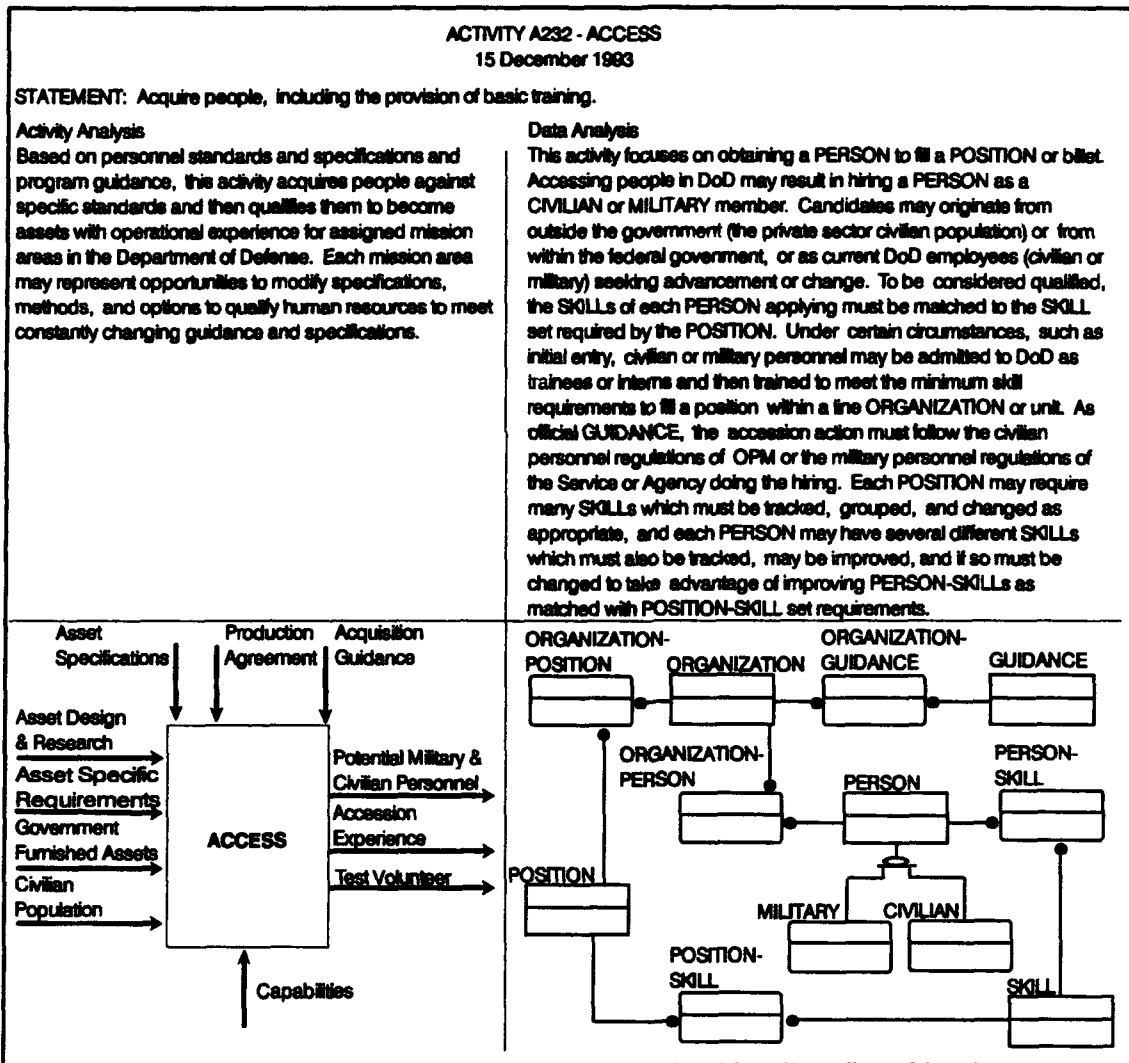 ACTIVITY A232 - ACCESS
15 December 1993
STATEMENT: Acquire people, including the provision of basic training.
Activity Analysis
Based on personnel standards and specifications and
program guidance, this activity acquires people against
specific standards and then qualifies them to become
assets with operational experience for assigned mission
areas in the Department of Defense. Each mission area
may represent opportunities to modify specifications,
methods, and options to qualify human resources to meet
constantly changing guidance and specifications.
Data Analysis
This activity focuses on obtaining a PERSON to fill a POSITION or billet.
Accessing people in DoD may result in hiring a PERSON as a
CIVILIAN or MILITARY member. Candidates may originate from
outside the government (the private sector civilian population) or from
within the federal government, or as current DoD employees (civilian or
military) seeking advancement or change. To be considered qualified,
the SKILLs of each PERSON applying must be matched to the SKILL
set required by the POSITION. Under certain circumstances, such as
initial entry, civilian or military personnel may be admitted to DoD as
trainees or interns and then trained to meet the minimum skill
requirements to fill a position within a line ORGANIZATION or unit. As
official GUIDANCE, the accession action must follow the civilian
personnel regulations of OPM or the military personnel regulations of
the Service or Agency doing the hiring. Each POSITION may require
many SKILLs which must be tracked, grouped, and changed as
appropriate, and each PERSON may have several different SKILLs
which must also be tracked, may be improved, and if so must be
changed to take advantage of improving PERSON-SKILLs as
matched with POSITION-SKILL set requirements.
Asset
Specifications
Production
Agreement
Acquisition
Guidance
Asset Design
& Research
Asset Specific
Requirements
Government
Furnished Assets
Civilian
Population
ACCESS
Potential Military &
Civilian Personnel
Accession
Experience
Test Volunteer
Capabilities
ORGANIZATION-
POSITION
ORGANIZATION
ORGANIZATION-
GUIDANCE
GUIDANCE
ORGANIZATION-
PERSON
PERSON
PERSON-
SKILL
POSITION
MILITARY
CIVILIAN
POSITION-
SKILL
SKILL